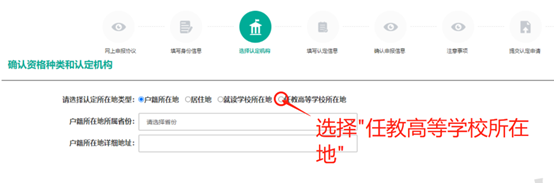 网上申报协议 填写身份信息 选择认定机构 填写认定信息 确认申报信息 注意事项 提交认定申请
确认资格种类和认定机构
请选择认定所在地类型： 户籍所在地 居住地 就读学校所在地 任教高等学校所在地
户籍所在地所属省份： 请选择省份
户籍所在地详细地址：
选择"任教高等学校所在
地"